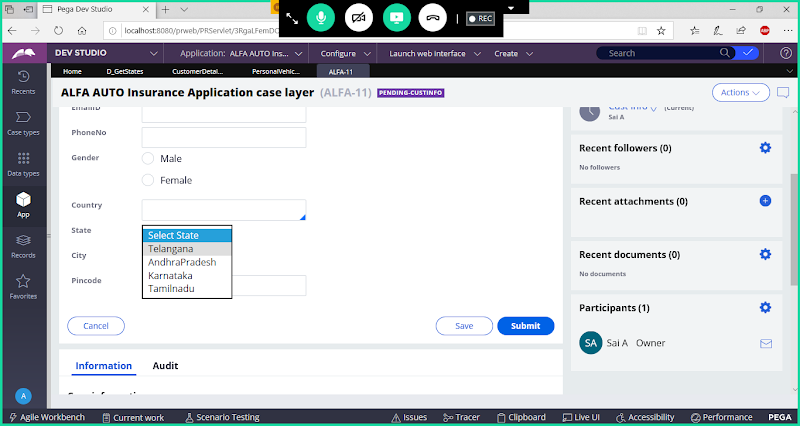 Pega Dev Studio
localhost:8080/prweb/PRServlet/3RgaLFemDC
REC
ABP
DEV STUDIO
Application: ALFA AUTO Ins...
Configure
Launch web interface
Create
Search
Home
D_GetStates
CustomerDetai...
PersonalVehic...
ALFA-11
Recents
Case types
Data types
App
Records
Favorites
A
ALFA AUTO Insurance Application case layer (ALFA-11) PENDING-CUSTINFO
Actions
EmailID
PhoneNo
Gender
Male
Female
Country
State
Select State
Telangana
AndhraPradesh
Karnataka
Tamilnadu
City
Pincode
Cancel
Save
Submit
Information
Audit
Cust Info (Current)
Sai A
Recent followers (0)
No followers
Recent attachments (0)
Recent documents (0)
No documents
Participants (1)
SA Sai A Owner
Agile Workbench
Current work
Scenario Testing
Issues
Tracer
Clipboard
Live UI
Accessibility
Performance
PEGA